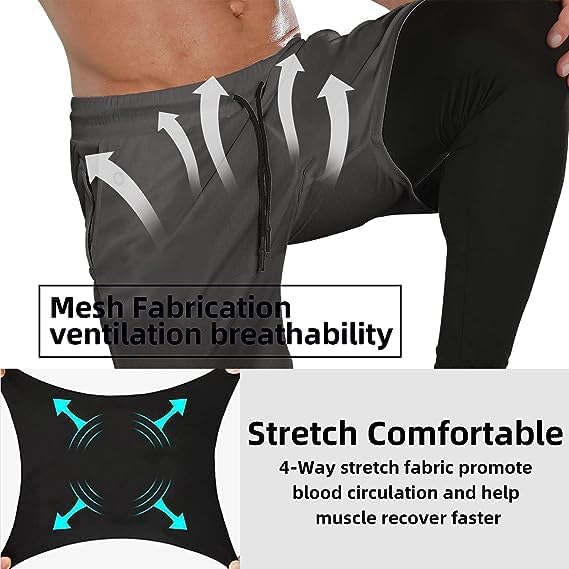 Mesh Fabrication
ventilation breathability
Stretch Comfortable
4-Way stretch fabric promote
blood circulation and help
muscle recover faster